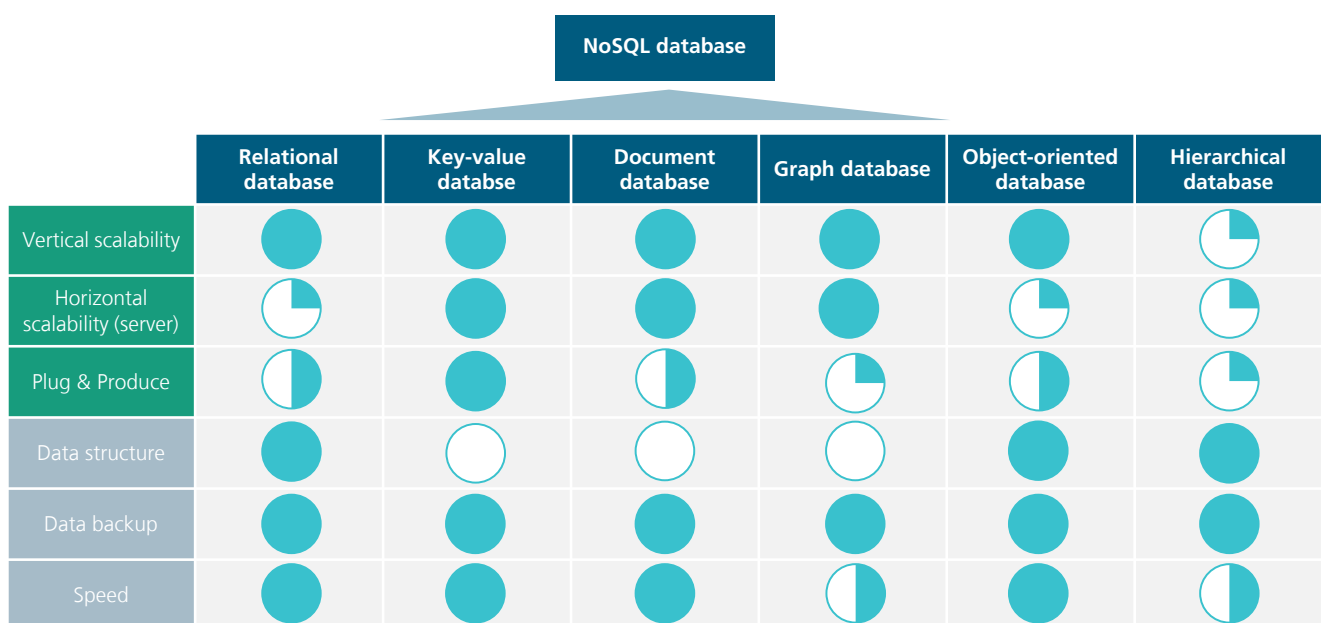 NoSQL database
Relational
database
Key-value
databse
Document
database
Graph database
Object-oriented
database
Hierarchical
database
Vertical scalability
Horizontal
scalability (server)
Plug & Produce
Data structure
Data backup
Speed